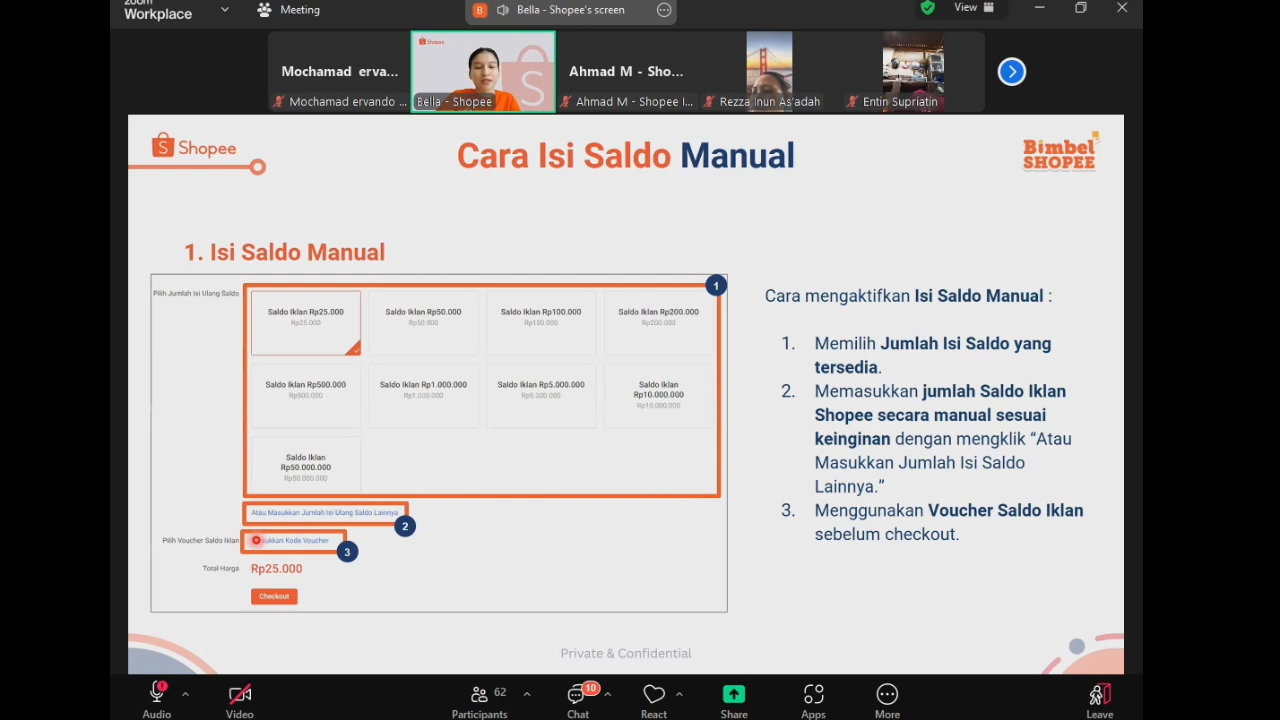 zoom
Workplace
Meeting
B
Bella - Shopee's screen
View
Mochamad erva...
Mochamad ervando ...
Shopee
Bella - Shopee
Ahmad M - Sho...
Ahmad M - Shopee I...
Rezza Inun As'adah
Entin Supriatin
Shopee
Cara Isi Saldo Manual
Bimbel
SHOPEE
1. Isi Saldo Manual
Pilih Jumlah Isi Ulang Saldo
1
Saldo Iklan Rp25.000
Rp25.000
Saldo Iklan Rp50.000
Rp50.000
Saldo Iklan Rp100.000
Rp100.000
Saldo Iklan Rp200.000
Rp200.000
Saldo Iklan Rp500.000
Rp500.000
Saldo Iklan Rp1.000.000
Rp1.000.000
Saldo Iklan Rp5.000.000
Rp5.000.000
Saldo Iklan
Rp10.000.000
Rp10.000.000
Saldo Iklan
Rp50.000.000
Rp50.000.000
Atau Masukkan Jumlah Isi Ulang Saldo Lainnya
2
Pilih Voucher Saldo Iklan
sukkan Kode Voucher
3
Total Harga
Rp25.000
Checkout
Cara mengaktifkan Isi Saldo Manual :
1. Memilih Jumlah Isi Saldo yang
tersedia.
2. Memasukkan jumlah Saldo Iklan
Shopee secara manual sesuai
keinginan dengan mengklik “Atau
Masukkan Jumlah Isi Saldo
Lainnya.”
3. Menggunakan Voucher Saldo Iklan
sebelum checkout.
Private & Confidential
Audio
Video
62
Participants
10
Chat
React
Share
Apps
More
Leave